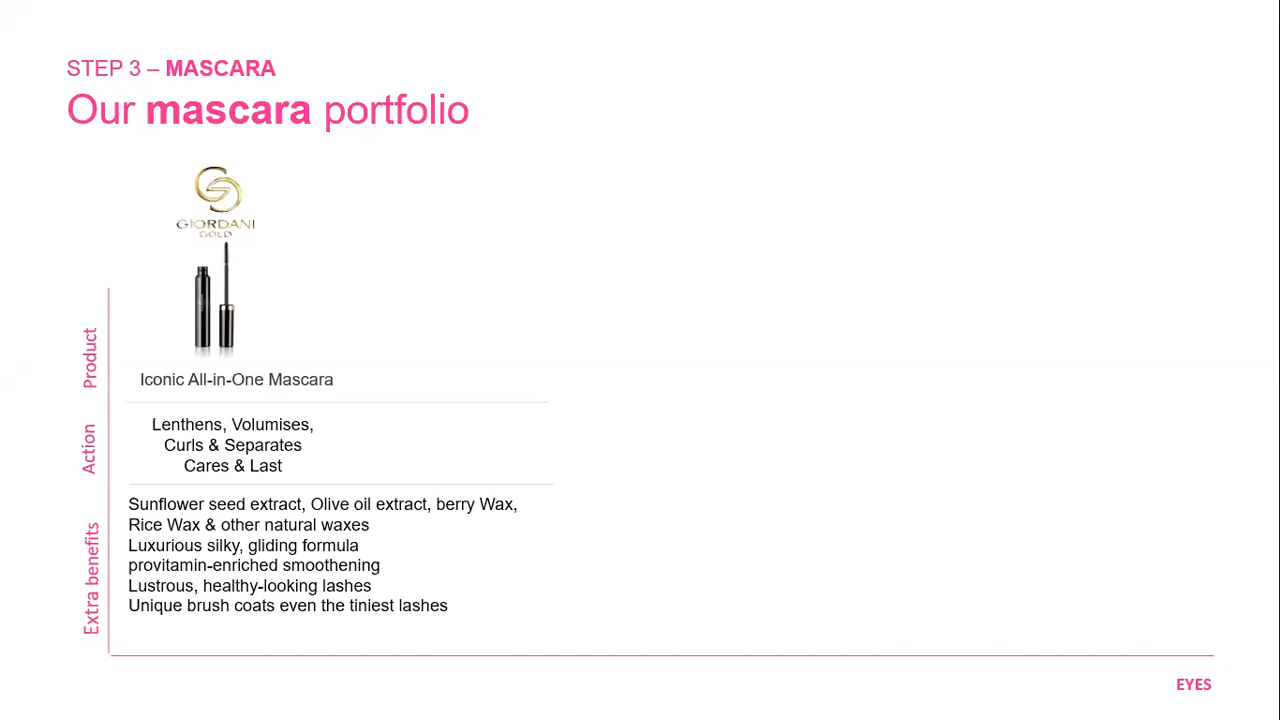 STEP 3 – MASCARA
Our mascara portfolio
GIORDANI
GOLD
Product
Iconic All-in-One Mascara
Action
Lenthens, Volumises,
Curls & Separates
Cares & Last
Extra benefits
Sunflower seed extract, Olive oil extract, berry Wax,
Rice Wax & other natural waxes
Luxurious silky, gliding formula
provitamin-enriched smoothening
Lustrous, healthy-looking lashes
Unique brush coats even the tiniest lashes
EYES